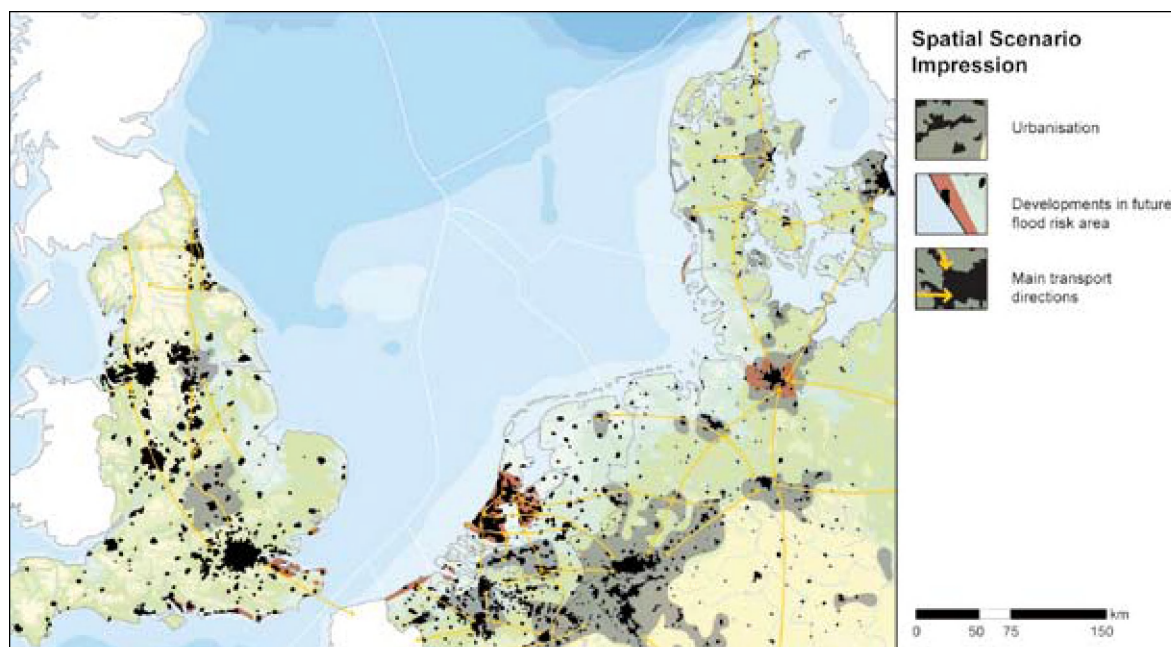 Spatial Scenario
Impression
Urbanisation
Developments in future
flood risk area
Main transport
directions
km
0 50 75 150